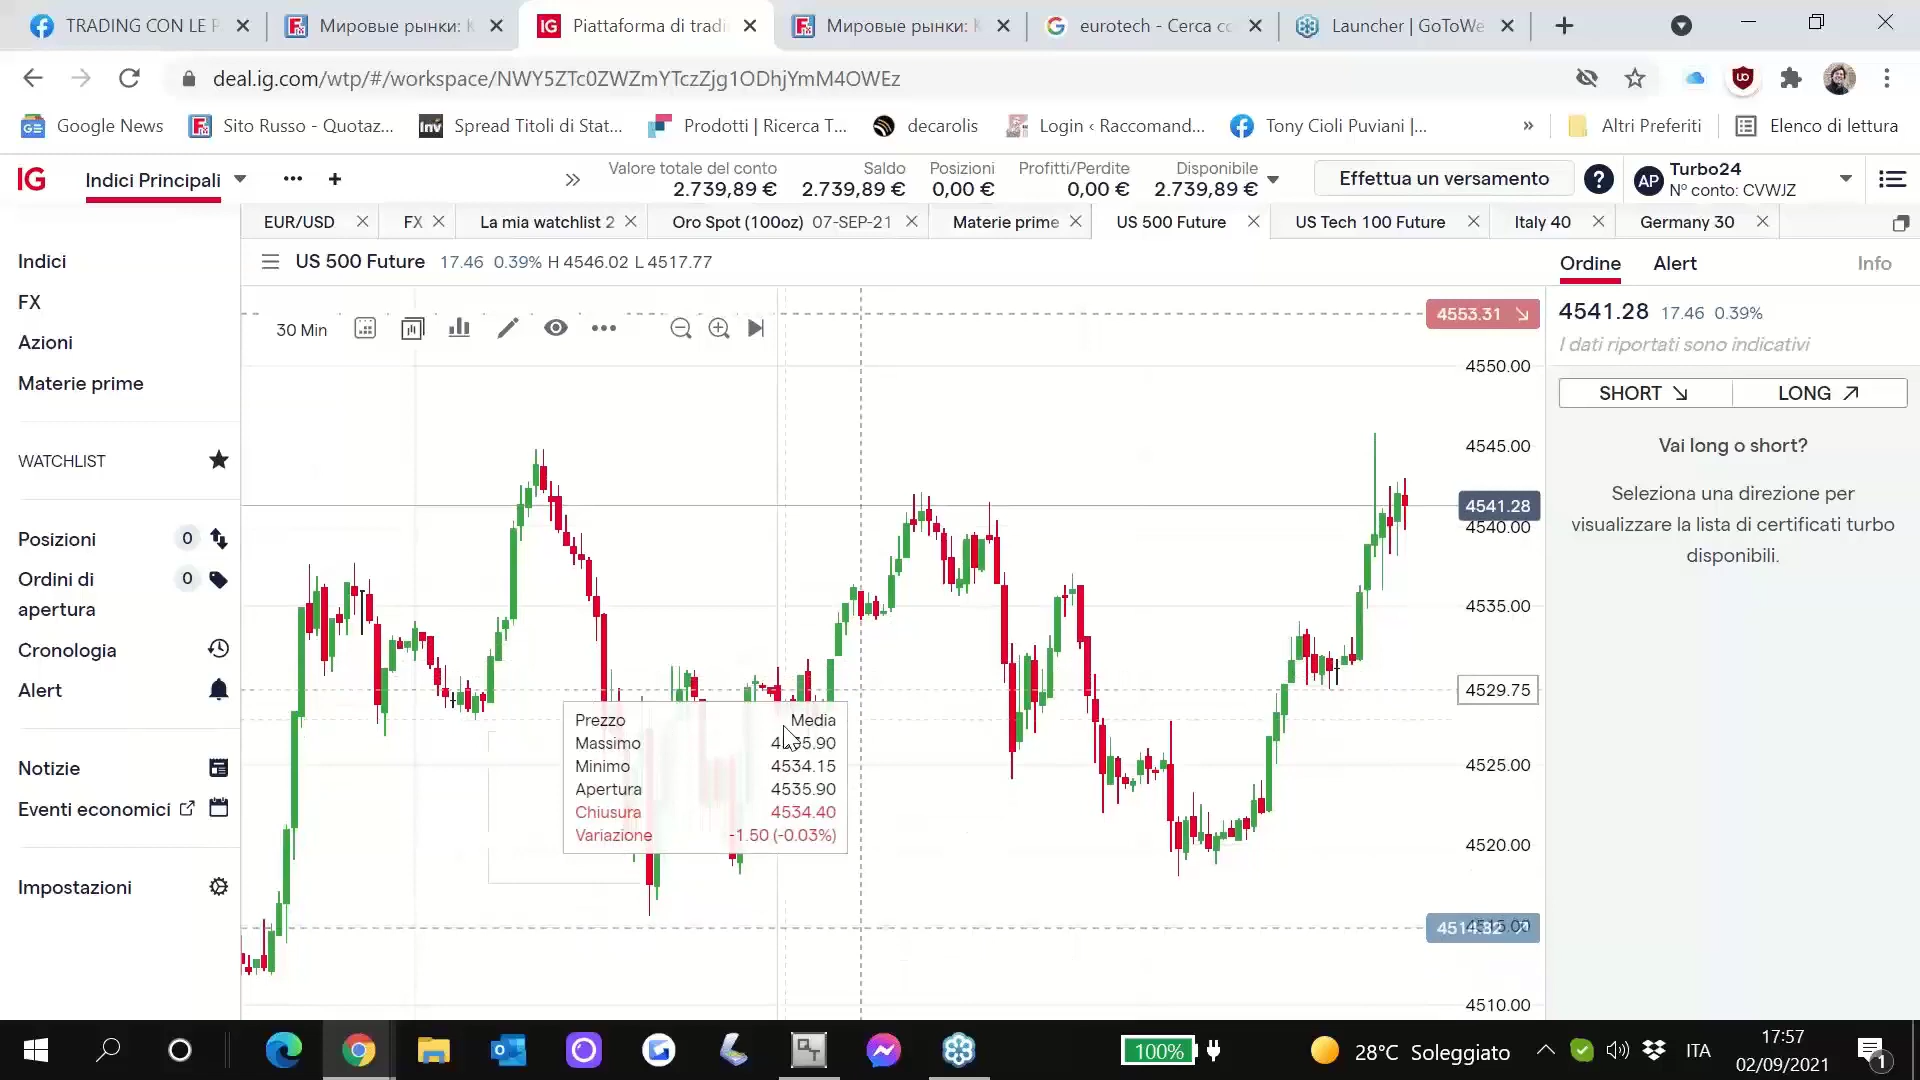 TRADING CON LE P
Мировые рынки: К
IG
Piattaforma di tradi
Мировые рынки: К
eurotech - Cerca co
Launcher | GoToWe
deal.ig.com/wtp/#/workspace/NWY5ZTc0ZWZmYTczZjg1ODhjYmM4OWEz
Google News
Sito Russo - Quotaz...
Inv
Spread Titoli di Stat...
Prodotti | Ricerca T...
decarolis
Login ‹ Raccomand...
Tony Cioli Puviani |...
»
Altri Preferiti
Elenco di lettura
IG
Indici Principali
Valore totale del conto
2.739,89 €
Saldo
2.739,89 €
Posizioni
0,00 €
Profitti/Perdite
0,00 €
Disponibile
2.739,89 €
Effettua un versamento
?
AP
Turbo24
Nº conto: CVWJZ
EUR/USD
FX
La mia watchlist 2
Oro Spot (100oz) 07-SEP-21
Materie prime
US 500 Future
US Tech 100 Future
Italy 40
Germany 30
Indici
FX
Azioni
Materie prime
WATCHLIST
Posizioni 0
Ordini di 0
apertura
Cronologia
Alert
Notizie
Eventi economici
Impostazioni
US 500 Future 17.46 0.39% H 4546.02 L 4517.77
30 Min
4553.31
4550.00
4545.00
4541.28
4540.00
4535.00
4529.75
4525.00
4520.00
4510.00
Prezzo Media
Massimo
Minimo 4534.15
Apertura 4535.90
Chiusura 4534.40
Variazione -1.50 (-0.03%)
Ordine
Alert
Info
4541.28 17.46 0.39%
I dati riportati sono indicativi
SHORT
LONG
Vai long o short?
Seleziona una direzione per
visualizzare la lista di certificati turbo
disponibili.
100%
28°C Soleggiato
ITA
17:57
02/09/2021
1